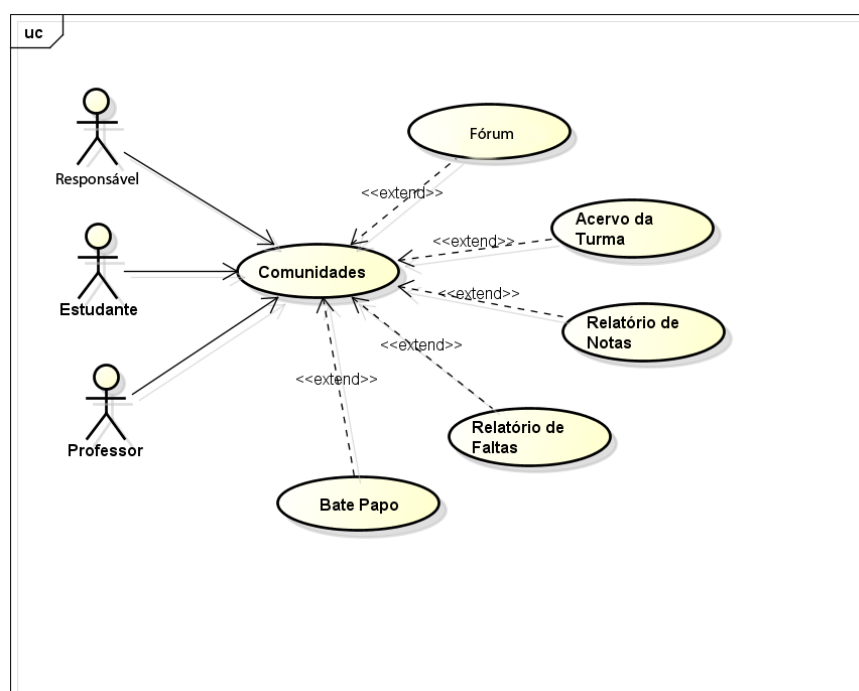 uc
Responsável
Estudante
Professor
Comunidades
Fórum
<<extend>>
Acervo da
Turma
<<extend>>
Relatório de
Notas
<<extend>>
Relatório de
Faltas
<<extend>>
Bate Papo
<<extend>>